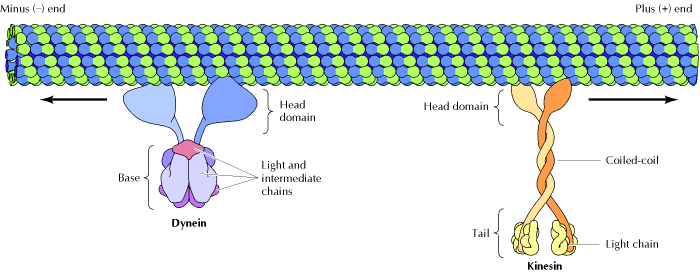 Minus (–) end
Plus (+) end
Head
domain
Head domain
Light and
intermediate
chains
Base
Coiled-coil
Tail
Light chain
Dynein
Kinesin